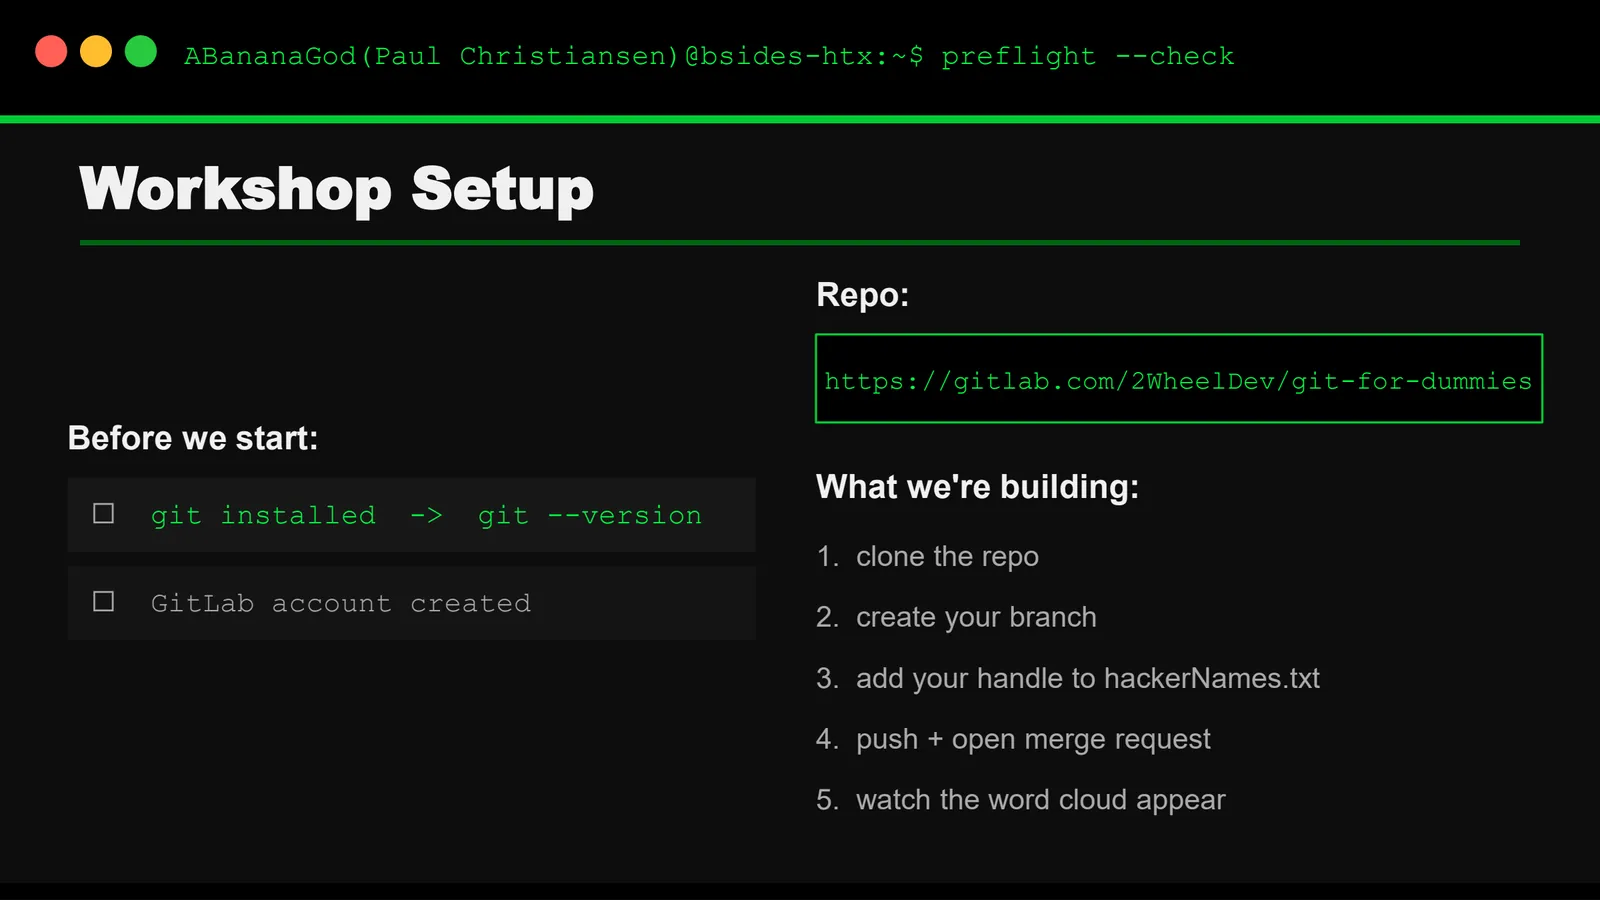 ABananaGod(Paul Christiansen)@bsides-htx:~$ preflight --check
Workshop Setup
Before we start:
☐ git installed -> git --version
☐ GitLab account created
Repo:
https://gitlab.com/2WheelDev/git-for-dummies
What we're building:
1. clone the repo
2. create your branch
3. add your handle to hackerNames.txt
4. push + open merge request
5. watch the word cloud appear